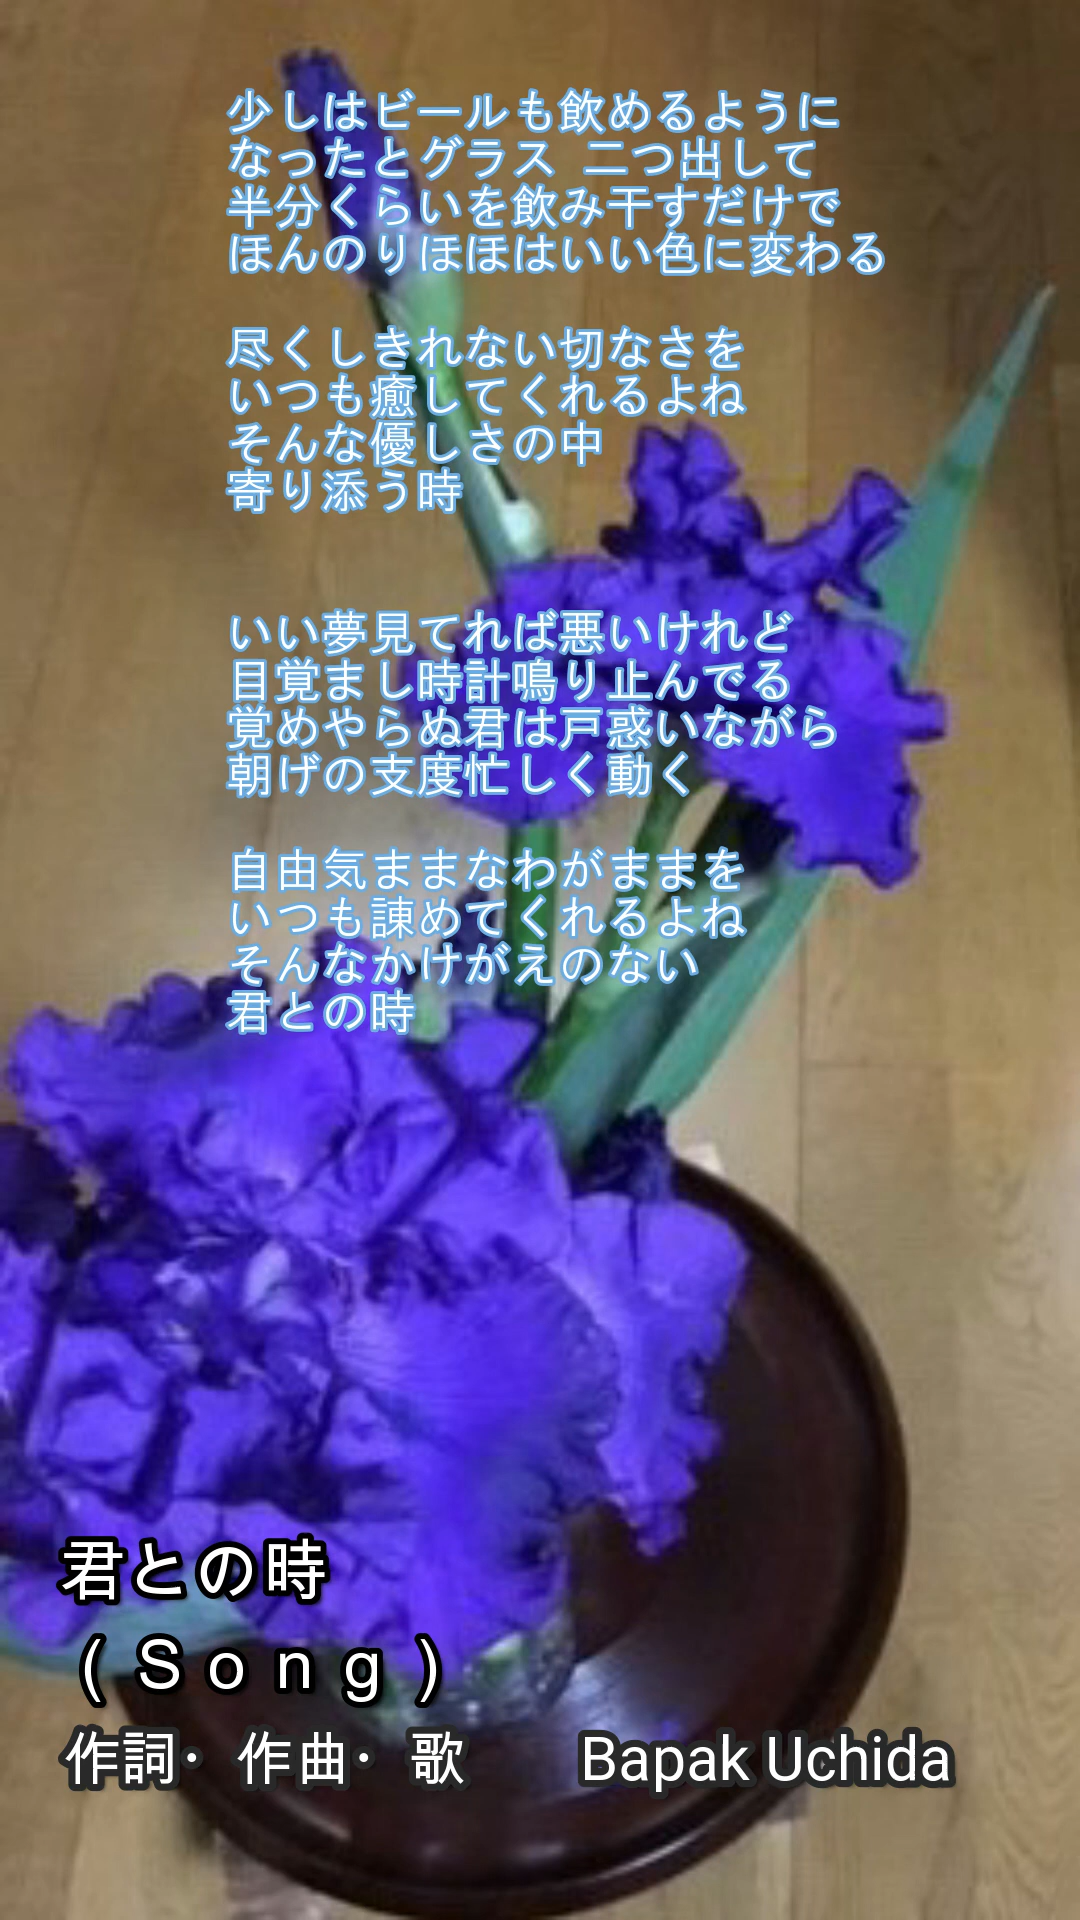 少しはビールも飲めるように
なったとグラス 二つ出して
半分くらいを飲み干すだけで
ほんのりほほはいい色に変わる
尽くしきれない切なさを
いつも癒してくれるよね
そんな優しさの中
寄り添う時
いい夢見てれば悪いけれど
目覚まし時計鳴り止んでる
覚めやらぬ君は戸惑いながら
朝げの支度忙しく動く
自由気ままなわがままを
いつも諌めてくれるよね
そんなかけがえのない
君との時
君との時
(Song)
作詞・作曲・歌 Bapak Uchida